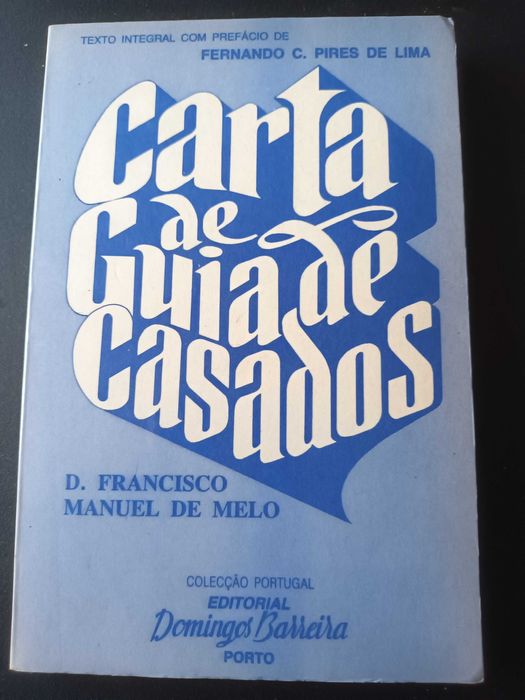 TEXTO INTEGRAL COM PREFÁCIO DE
FERNANDO C. PIRES DE LIMA
Carta
de
Guia de
Casados
D. FRANCISCO
MANUEL DE MELO
COLECÇÃO PORTUGAL
EDITORIAL
Domingos Barreira
PORTO